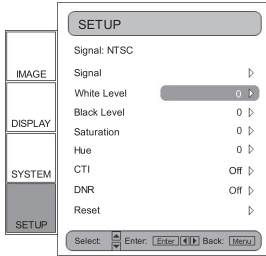 SETUP
Signal: NTSC
IMAGE
DISPLAY
SYSTEM
SETUP
Signal
White Level 0
Black Level 0
Saturation 0
Hue 0
CTI Off
DNR Off
Reset
Select: Enter: Enter Back: Menu